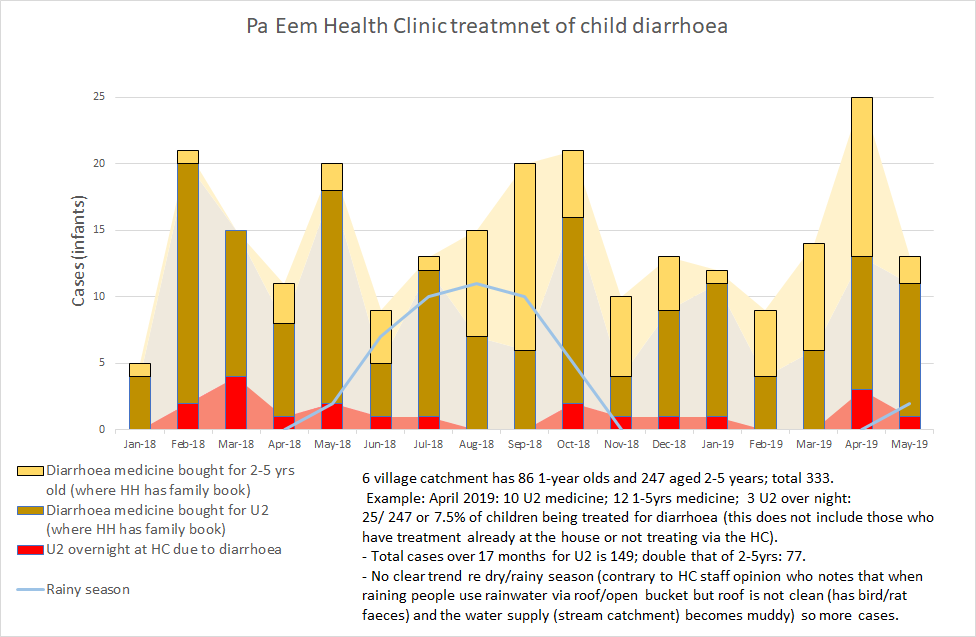 Pa Eem Health Clinic treatmnet of child diarrhoea
Cases (infants)
25
20
15
10
5
0
Jan-18 Feb-18 Mar-18 Apr-18 May-18 Jun-18 Jul-18 Aug-18 Sep-18 Oct-18 Nov-18 Dec-18 Jan-19 Feb-19 Mar-19 Apr-19 May-19
Diarrhoea medicine bought for 2-5 yrs
old (where HH has family book)
Diarrhoea medicine bought for U2
(where HH has family book)
U2 overnight at HC due to diarrhoea
Rainy season
6 village catchment has 86 1-year olds and 247 aged 2-5 years; total 333.
Example: April 2019: 10 U2 medicine; 12 1-5yrs medicine; 3 U2 over night:
25/ 247 or 7.5% of children being treated for diarrhoea (this does not include those who
have treatment already at the house or not treating via the HC).
- Total cases over 17 months for U2 is 149; double that of 2-5yrs: 77.
- No clear trend re dry/rainy season (contrary to HC staff opinion who notes that when
raining people use rainwater via roof/open bucket but roof is not clean (has bird/rat
faeces) and the water supply (stream catchment) becomes muddy) so more cases.